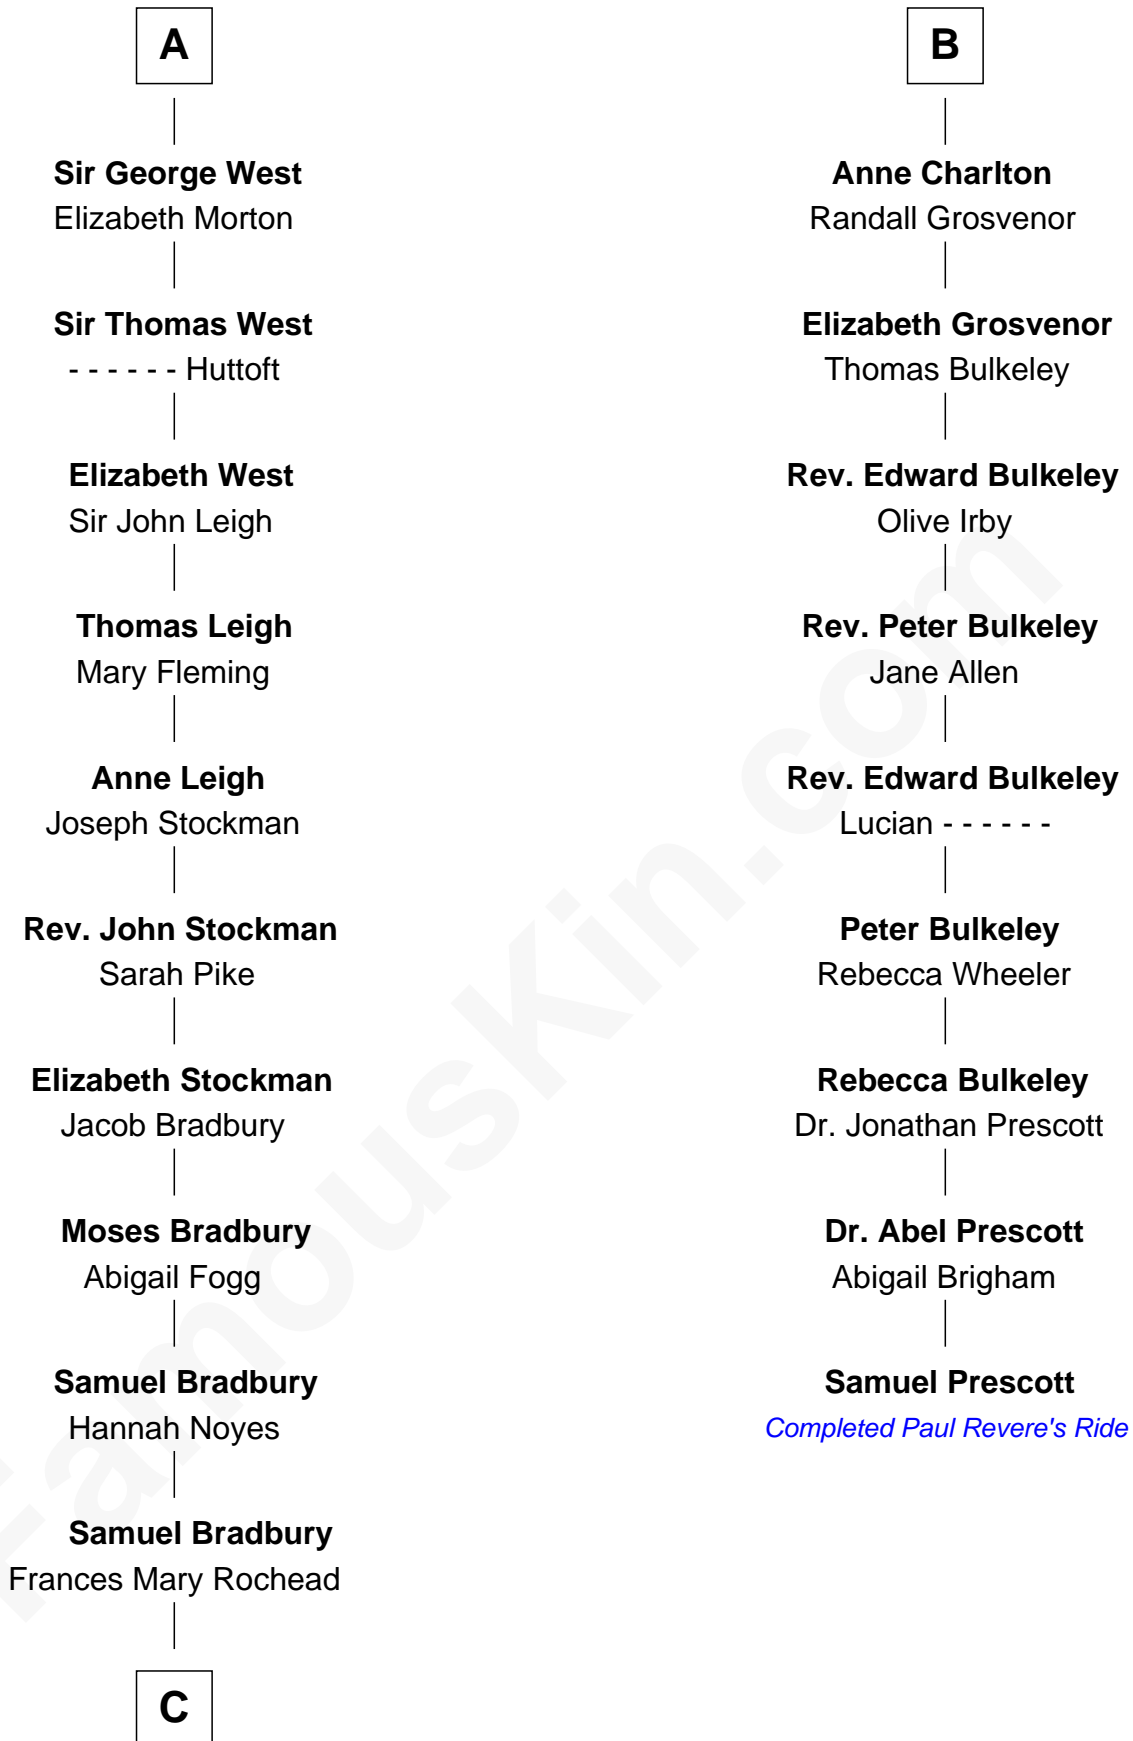 A
Sir George West
Elizabeth Morton
Sir Thomas West
- - - - - - Huttoft
Elizabeth West
Sir John Leigh
Thomas Leigh
Mary Fleming
Anne Leigh
Joseph Stockman
Rev. John Stockman
Sarah Pike
Elizabeth Stockman
Jacob Bradbury
Moses Bradbury
Abigail Fogg
Samuel Bradbury
Hannah Noyes
Samuel Bradbury
Frances Mary Rochead
C
B
Anne Charlton
Randall Grosvenor
Elizabeth Grosvenor
Thomas Bulkeley
Rev. Edward Bulkeley
Olive Irby
Rev. Peter Bulkeley
Jane Allen
Rev. Edward Bulkeley
Lucian - - - - - -
Peter Bulkeley
Rebecca Wheeler
Rebecca Bulkeley
Dr. Jonathan Prescott
Dr. Abel Prescott
Abigail Brigham
Samuel Prescott
Completed Paul Revere's Ride
FamousKin.com